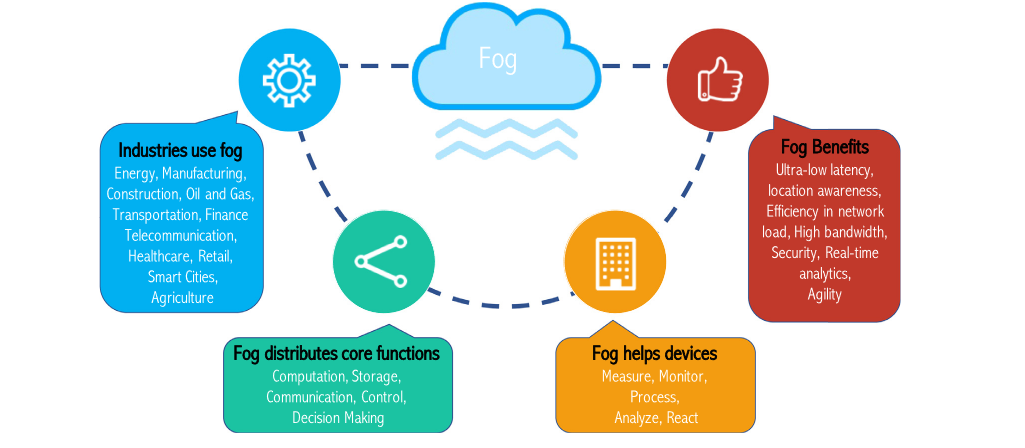 Fog
Industries use fog
Energy, Manufacturing,
Construction, Oil and Gas,
Transportation, Finance
Telecommunication,
Healthcare, Retail,
Smart Cities,
Agriculture
Fog distributes core functions
Computation, Storage,
Communication, Control,
Decision Making
Fog helps devices
Measure, Monitor,
Process,
Analyze, React
Fog Benefits
Ultra-low latency,
location awareness,
Efficiency in network
load, High bandwidth,
Security, Real-time
analytics,
Agility